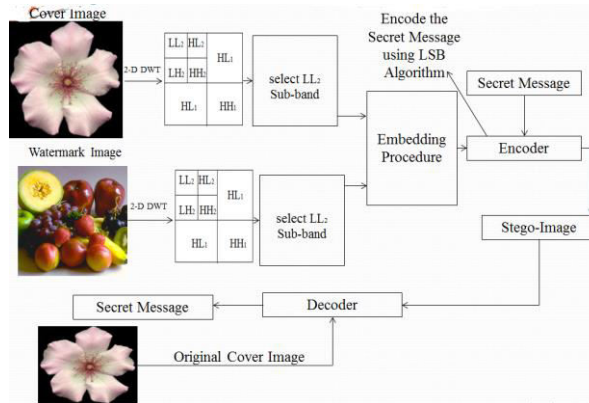 Cover Image
2-D DWT
LL2 HL2
LH2 HH2
HL1
HL1 HH1
select LL2
Sub-band
Encode the
Secret Message
using LSB
Algorithm
Secret Message
Embedding
Procedure
Encoder
Watermark Image
2-D DWT
LL2 HL2
LH2 HH2
HL1
HL1 HH1
select LL2
Sub-band
Stego-Image
Secret Message
Decoder
Original Cover Image